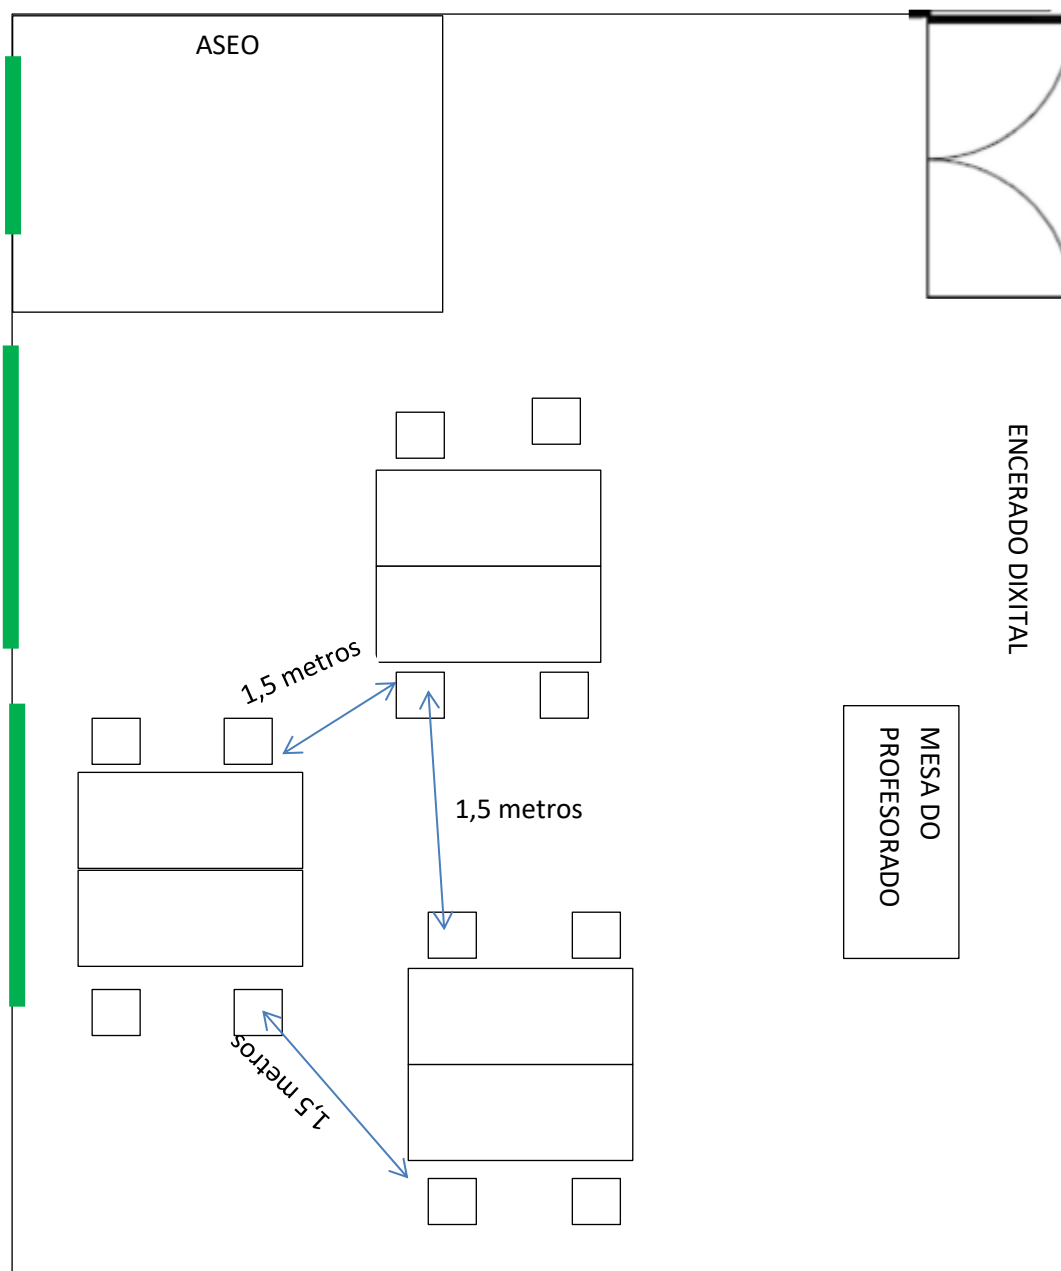 ASEO
ENCERADO DIXITAL
1,5 metros
MESA DO
PROFESORADO
1,5 metros
1,5 metros